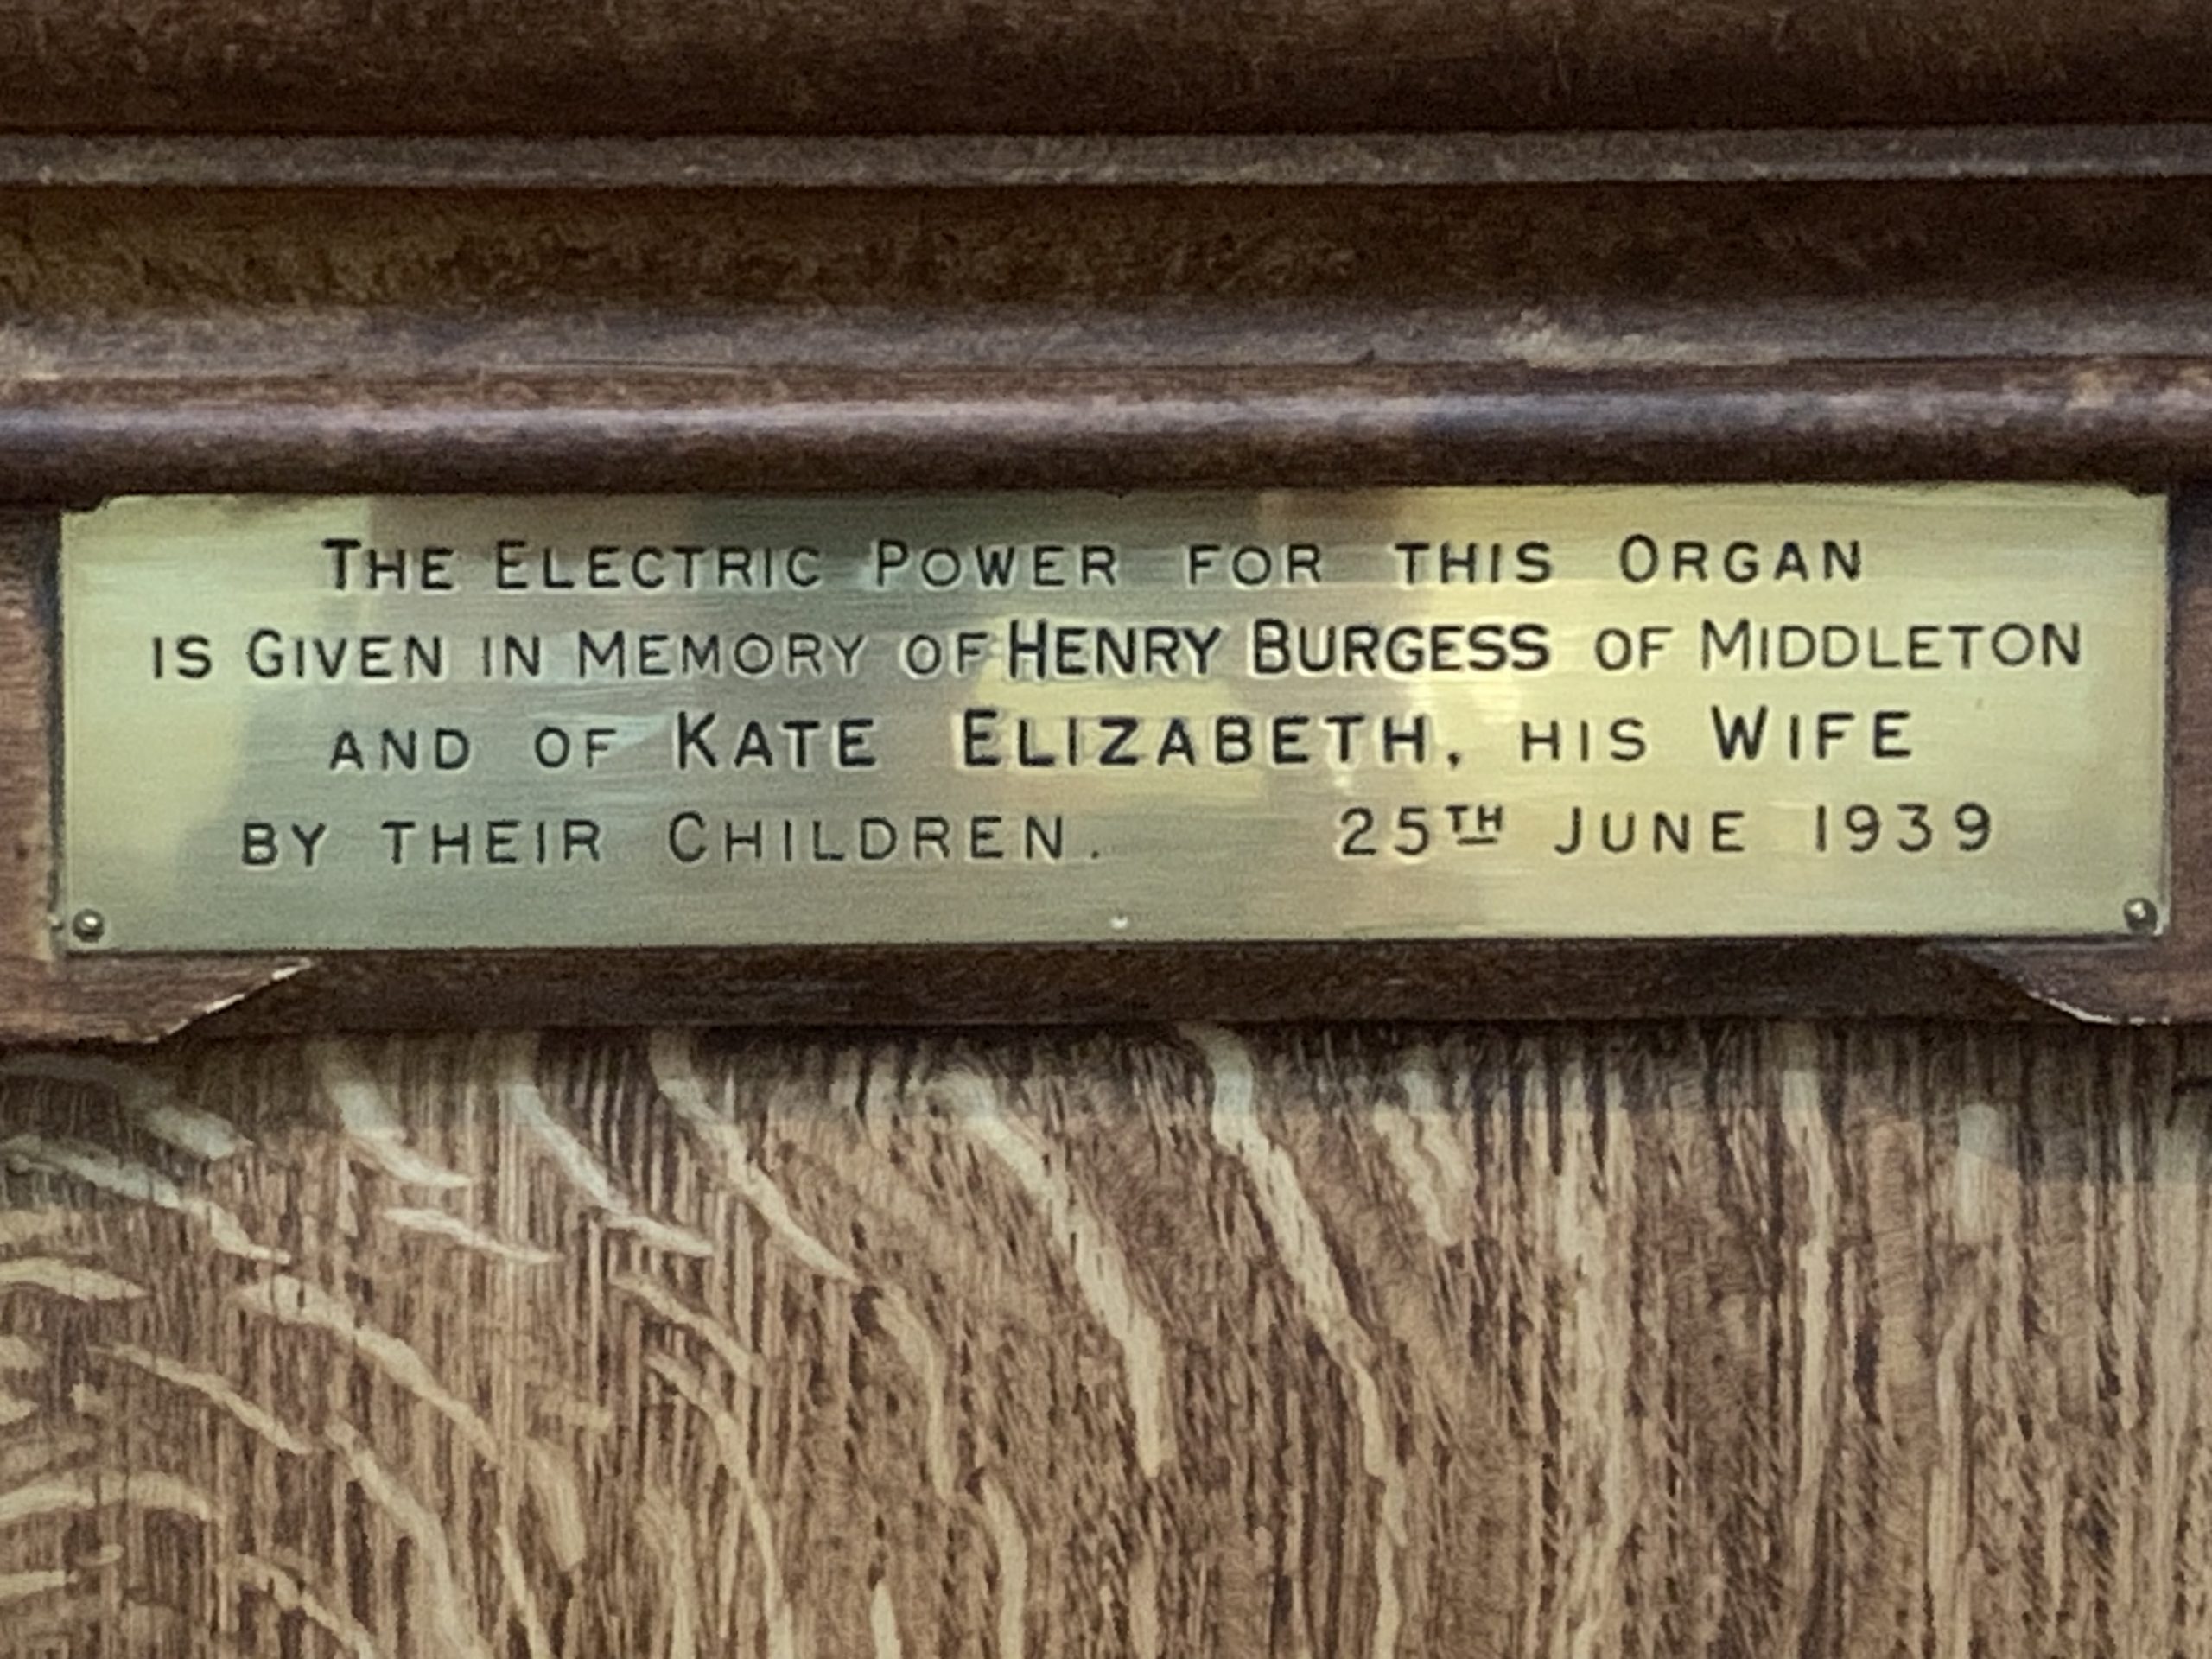 The Electric Power for this Organ
is Given in Memory of HENRY BURGESS of Middleton
and of Kate Elizabeth, his Wife
by their Children. 25TH June 1939